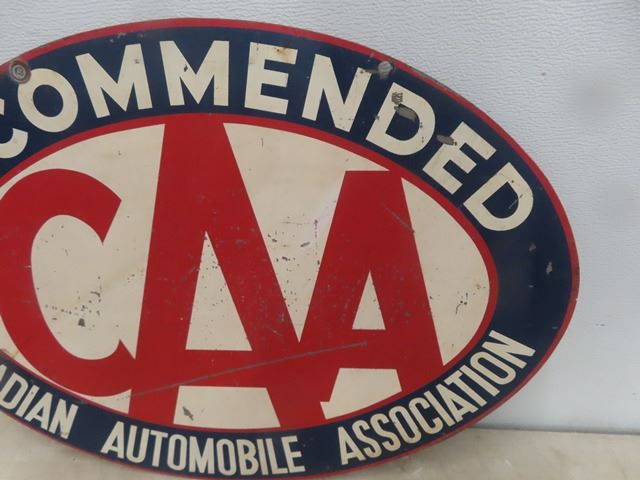 COMMENDED
CAA
ADIAN AUTOMOBILE ASSOCIATION